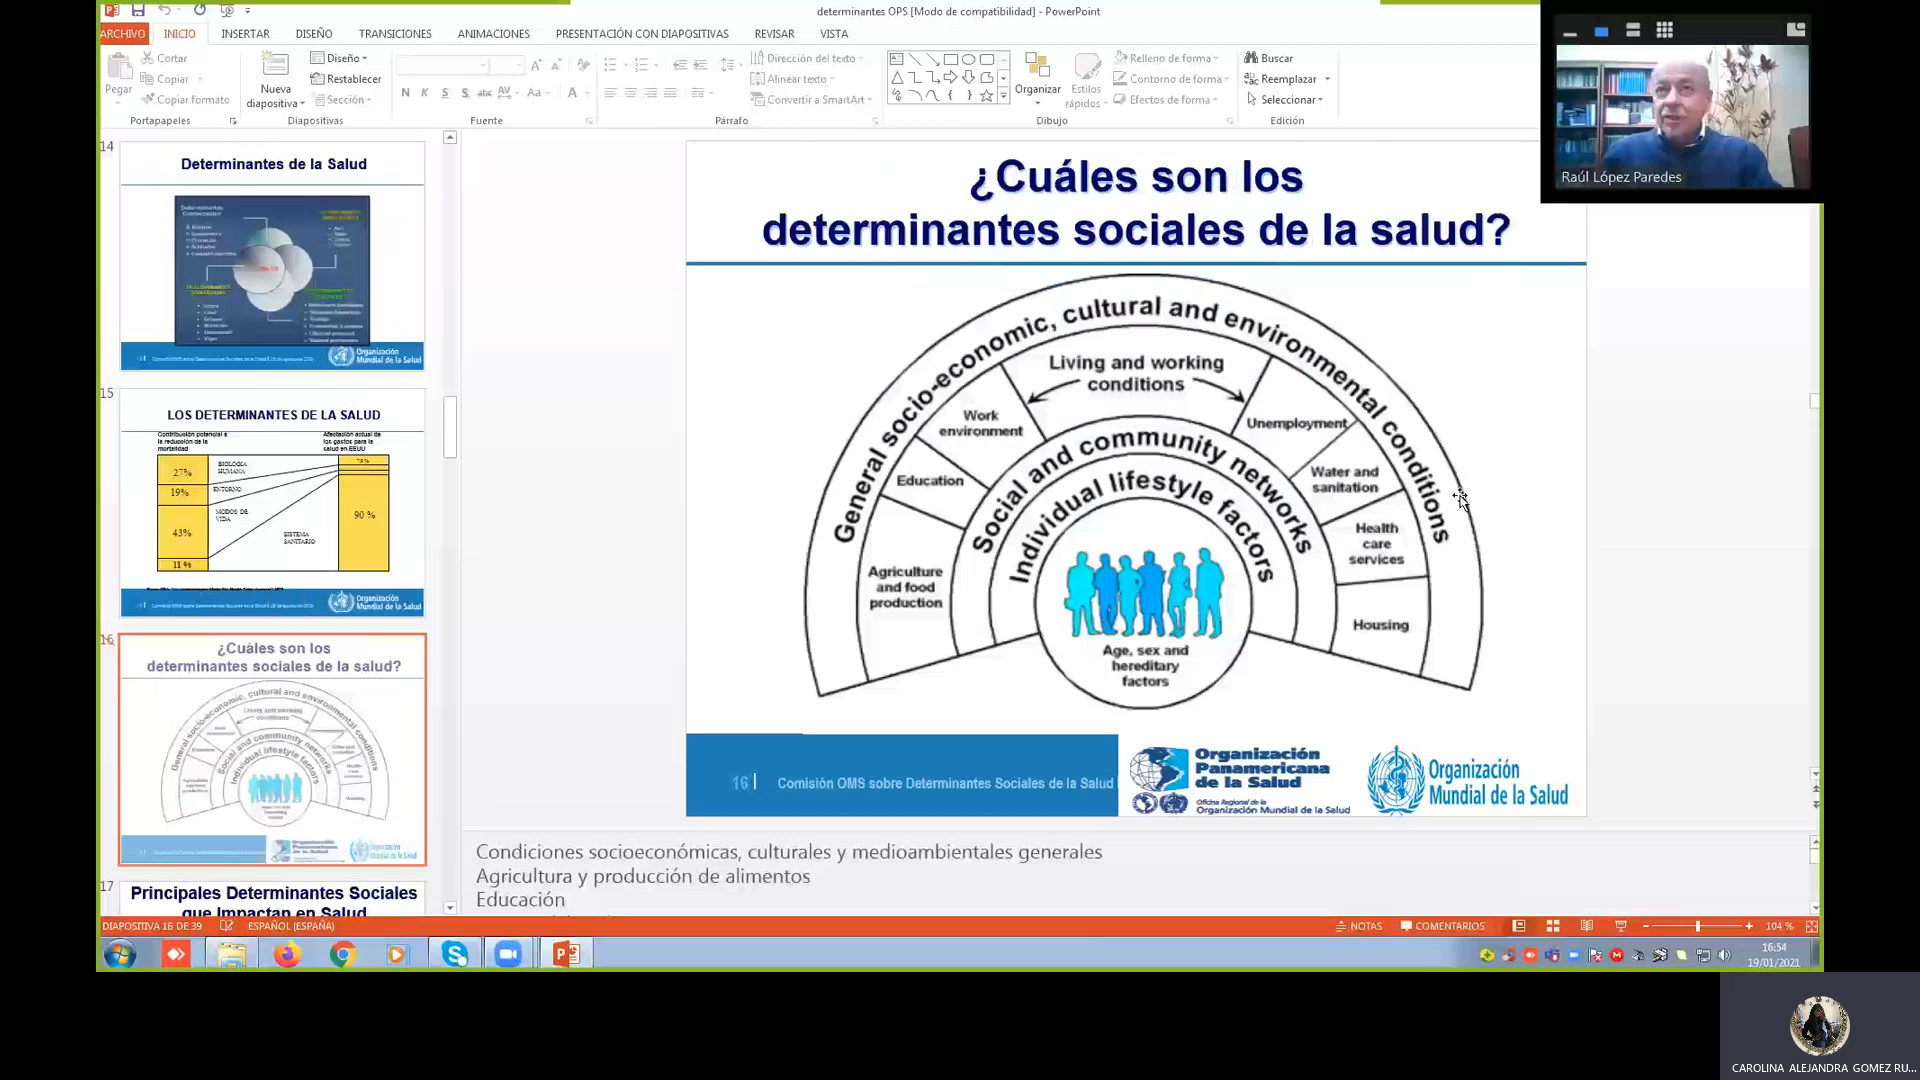 determinantes OPS [Modo de compatibilidad] - PowerPoint
ARCHIVO INICIO INSERTAR DISEÑO TRANSICIONES ANIMACIONES PRESENTACIÓN CON DIAPOSITIVAS REVISAR VISTA
Pegar
Cortar
Copiar
Copiar formato
Portapapeles
Nueva
diapositiva
Diseño
Restablecer
Sección
Diapositivas
N K S S abc AV Aa A
Fuente
Dirección del texto
Alinear texto
Convertir a SmartArt
Párrafo
Organizar
Estilos
rápidos
Relleno de forma
Contorno de forma
Efectos de forma
Dibujo
Buscar
Reemplazar
Seleccionar
Edición
Raúl López Paredes
14
Determinantes de la Salud
Organización
Mundial de la Salud
15
LOS DETERMINANTES DE LA SALUD
Contribución potencial a
la reducción de la
mortalidad
Afectación actual de
los gastos para la
salud en EEUU
27%
19%
43%
11 %
BIOLOGIA
HUMANA
ENTORNO
MODOS DE
VIDA
SISTEMA
SANITARIO
90 %
Organización
Mundial de la Salud
16
¿Cuáles son los
determinantes sociales de la salud?
17
Principales Determinantes Sociales
que Impactan en Salud
¿Cuáles son los
determinantes sociales de la salud?
General socio-economic, cultural and environmental conditions
Living and working
conditions
Work
environment
Unemployment
Education
Water and
sanitation
Agriculture
and food
production
Health
care
services
Housing
Social and community networks
Individual lifestyle factors
Age, sex and
hereditary
factors
16 | Comisión OMS sobre Determinantes Sociales de la Salud
Organización
Panamericana
de la Salud
Oficina Regional de la
Organización Mundial de la Salud
Organización
Mundial de la Salud
Condiciones socioeconómicas, culturales y medioambientales generales
Agricultura y producción de alimentos
Educación
DIAPOSITIVA 16 DE 39 ESPAÑOL (ESPAÑA) NOTAS COMENTARIOS 104 %
16:54
19/01/2021
CAROLINA ALEJANDRA GOMEZ RU...